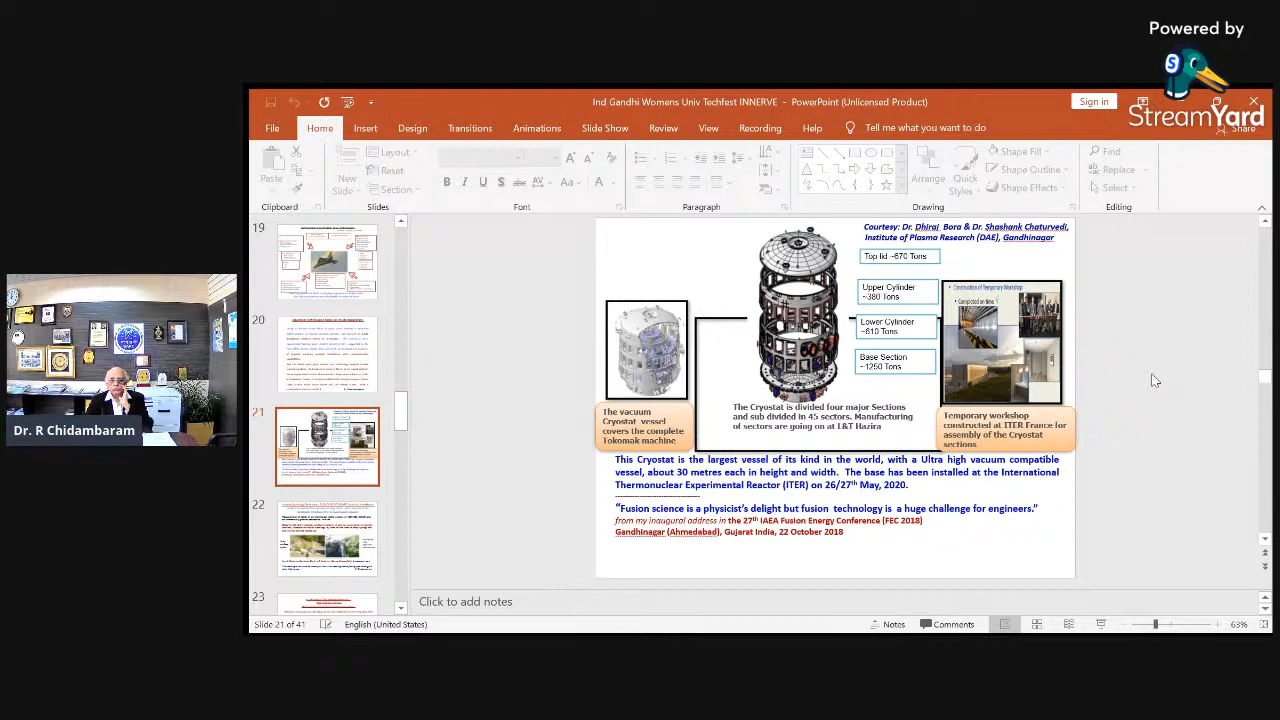 Powered by
StreamYard
Ind Gandhi Womens Univ Techfest INNERVE - PowerPoint (Unlicensed Product)
Sign in
File Home Insert Design Transitions Animations Slide Show Review View Recording Help Tell me what you want to do
Share
Paste
New
Slide
Layout
Reset
Section
Arrange
Quick
Styles
Shape Fill
Shape Outline
Shape Effects
Find
Replace
Select
Clipboard Slides Font Paragraph Drawing Editing
19
20
21
22
23
Courtesy: Dr. Dhiraj Bora & Dr. Shashank Chaturvedi,
Institute of Plasma Research (DAE), Gandhinagar
Top lid ~670 Tons
Upper Cylinder
~380 Tons
Lower Cylinder
~610 Tons
Base Section
~1250 Tons
• Construction of Temporary Workshop
• Completed on time
The vacuum
Cryostat vessel
covers the complete
Tokomak machine
The Cryostat is divided four major Sections
and sub divided in 45 sectors. Manufacturing
of sectors are going on at L&T Hazira
Temporary workshop
constructed at ITER France for
assembly of the Cryostat
sections
This Cryostat is the largest vessel of its kind in the world, with a Ultra high vacuum compatible
vessel, about 30 metres each height and width. The base has been installed at the International
Thermonuclear Experimental Reactor (ITER) on 26/27th May, 2020.
-----------------------------------
"Fusion science is a physicist's delight but fusion technology is a huge challenge for engineers."
from my inaugural address in the 27th IAEA Fusion Energy Conference (FEC 2018)
Gandhinagar (Ahmedabad), Gujarat India, 22 October 2018
Dr. R Chidambaram
Click to add notes
Slide 21 of 41 English (United States) Notes Comments 63%